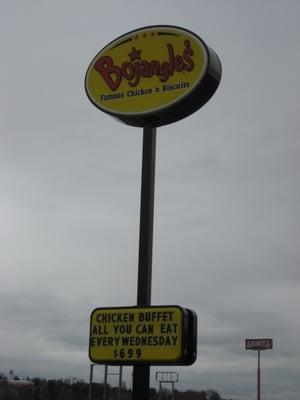 Bojangles'
Famous Chicken 'n Biscuits
CHICKEN BUFFET
ALL YOU CAN EAT
EVERY WEDNESDAY
$699